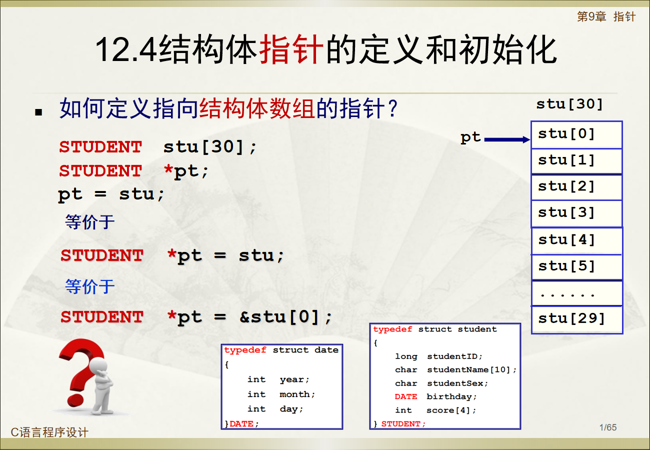 第9章 指针
12.4结构体指针的定义和初始化
如何定义指向结构体数组的指针?
STUDENT stu[30];
STUDENT *pt;
pt = stu;
等价于
STUDENT *pt = stu;
等价于
STUDENT *pt = &stu[0];
stu[30]
pt
stu[0]
stu[1]
stu[2]
stu[3]
stu[4]
stu[5]
......
stu[29]
typedef struct date
{
int year;
int month;
int day;
}DATE;
typedef struct student
{
long studentID;
char studentName[10];
char studentSex;
DATE birthday;
int score[4];
} STUDENT;
C语言程序设计
1/65